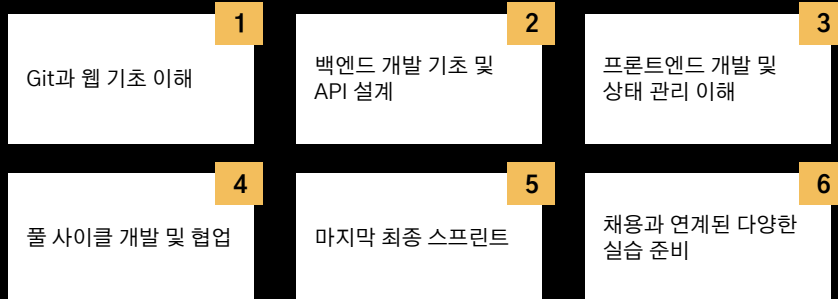 1
Git과 웹 기초 이해
2
백엔드 개발 기초 및
API 설계
3
프론트엔드 개발 및
상태 관리 이해
4
풀 사이클 개발 및 협업
5
마지막 최종 스프린트
6
채용과 연계된 다양한
실습 준비